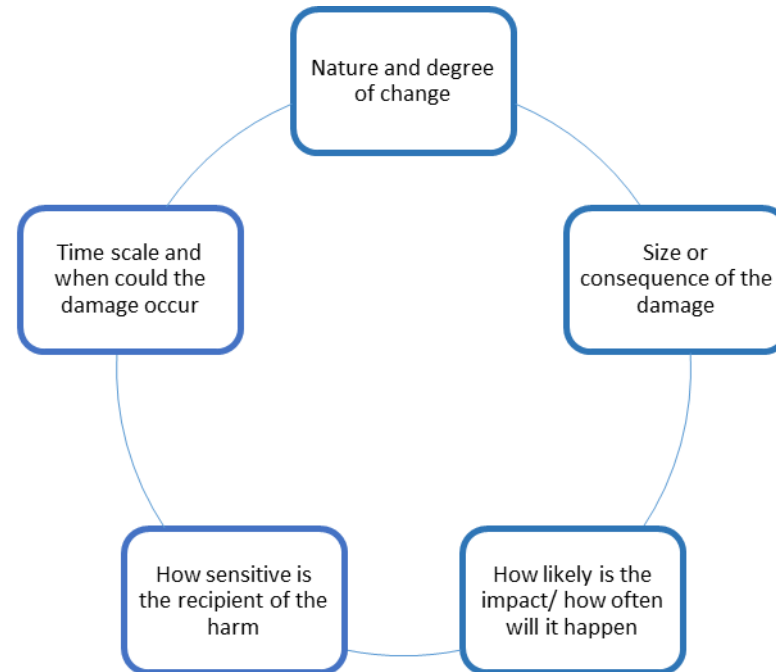 Nature and degree
of change
Size or
consequence of the
damage
How likely is the
impact/ how often
will it happen
How sensitive is
the recipient of the
harm
Time scale and
when could the
damage occur